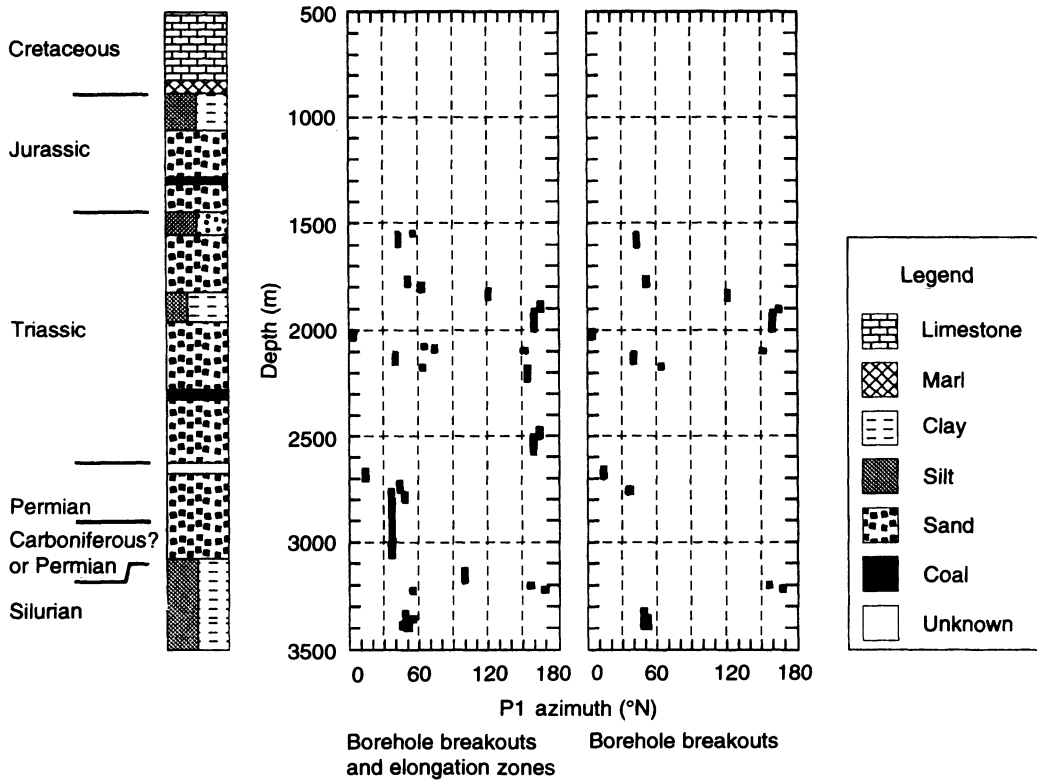 Cretaceous
Jurassic
Triassic
Permian
Carboniferous?
or Permian
Silurian
Depth (m)
500
1000
1500
2000
2500
3000
3500
0 60 120 180
0 60 120 180
P1 azimuth (°N)
Borehole breakouts
and elongation zones
Borehole breakouts
Legend
Limestone
Marl
Clay
Silt
Sand
Coal
Unknown